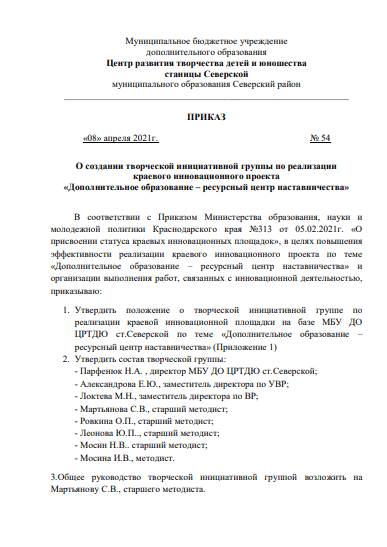 Муниципальное бюджетное учреждение
дополнительного образования
Центр развития творчества детей и юношества
станицы Северской
муниципального образования Северский район
ПРИКАЗ
«08» апреля 2021г. № 54
О создании творческой инициативной группы по реализации
краевого инновационного проекта
«Дополнительное образование – ресурсный центр наставничества»
В соответствии с Приказом Министерства образования, науки и
молодежной политики Краснодарского края №313 от 05.02.2021г. «О
присвоении статуса краевых инновационных площадок», в целях повышения
эффективности реализации краевого инновационного проекта по теме
«Дополнительное образование – ресурсный центр наставничества» и
организации выполнения работ, связанных с инновационной деятельностью,
приказываю:
1. Утвердить положение о творческой инициативной группе по
реализации краевой инновационной площадки на базе МБУ ДО
ЦРТДЮ ст.Северской по теме «Дополнительное образование –
ресурсный центр наставничества» (Приложение 1)
2. Утвердить состав творческой группы:
- Парфенюк Н.А. , директор МБУ ДО ЦРТДЮ ст.Северской;
- Александрова Е.Ю., заместитель директора по УВР;
- Локтева М.Н., заместитель директора по ВР;
- Мартьянова С.В., старший методист;
- Ровкина О.П., старший методист;
- Леонова Ю.П.., старший методист;
- Мосин Н.В.. старший методист;
- Мосина И.В., методист.
3.Общее руководство творческой инициативной группой возложить на
Мартьянову С.В., старшего методиста.